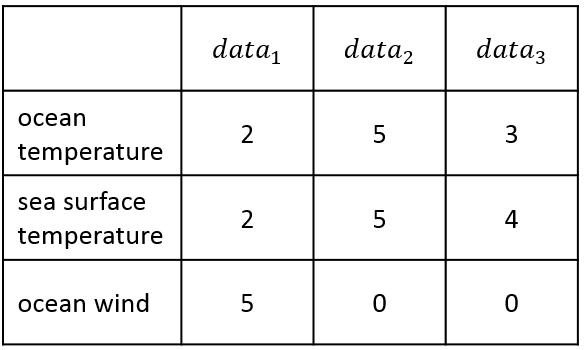 data₁ data₂ data₃
ocean
temperature
2 5 3
sea surface
temperature
2 5 4
ocean wind 5 0 0